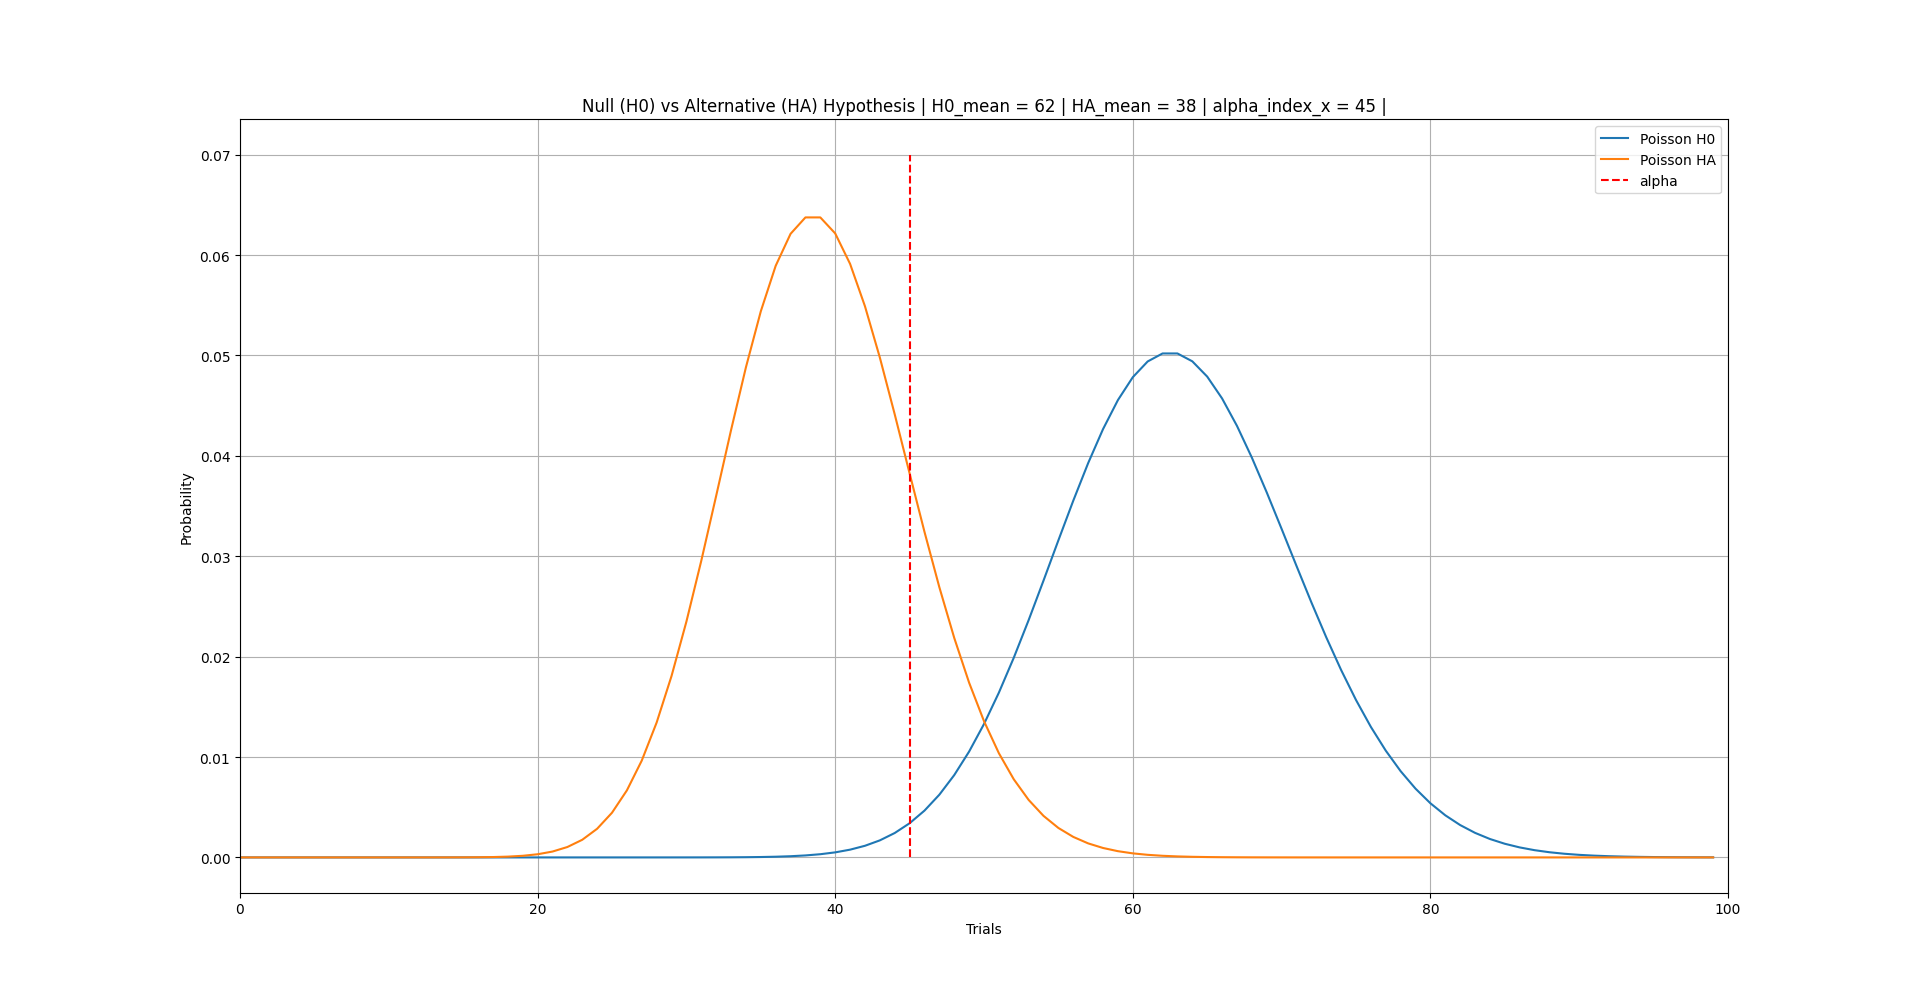 Null (H0) vs Alternative (HA) Hypothesis | H0_mean = 62 | HA_mean = 38 | alpha_index_x = 45 |
Poisson H0
Poisson HA
alpha
0.07
0.06
0.05
0.04
0.03
0.02
0.01
0.00
Probability
0 20 40 60 80 100
Trials